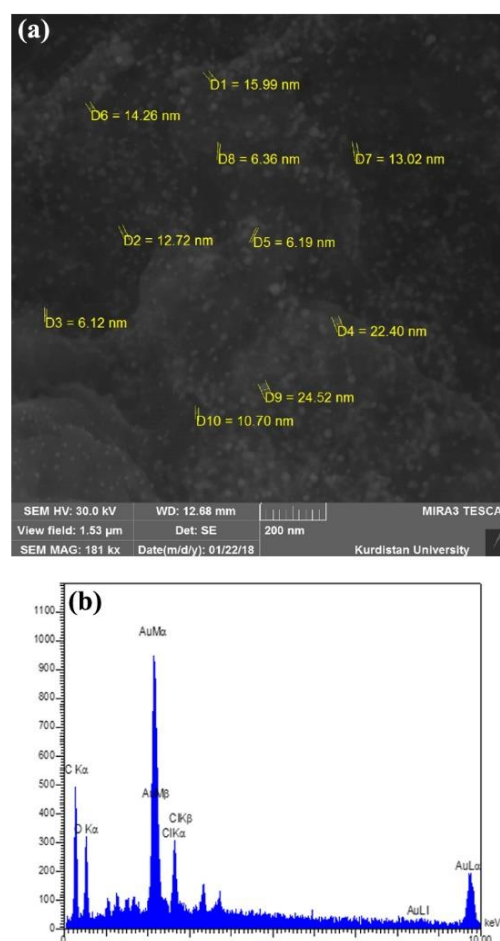 (a)
D1 = 15.99 nm
D6 = 14.26 nm
D8 = 6.36 nm
D7 = 13.02 nm
D2 = 12.72 nm
D5 = 6.19 nm
D3 = 6.12 nm
D4 = 22.40 nm
D9 = 24.52 nm
D10 = 10.70 nm
SEM HV: 30.0 kV WD: 12.68 mm MIRA3 TESCA
View field: 1.53 µm Det: SE 200 nm
SEM MAG: 181 kx Date(m/d/y): 01/22/18 Kurdistan University
(b)
1100
1000
AuMα
900
800
700
600
C Kα
500
AuMβ
400
ClKβ
O Kα
ClKα
300
200
AuLα
100
AuLl
0
keV
0 10.00